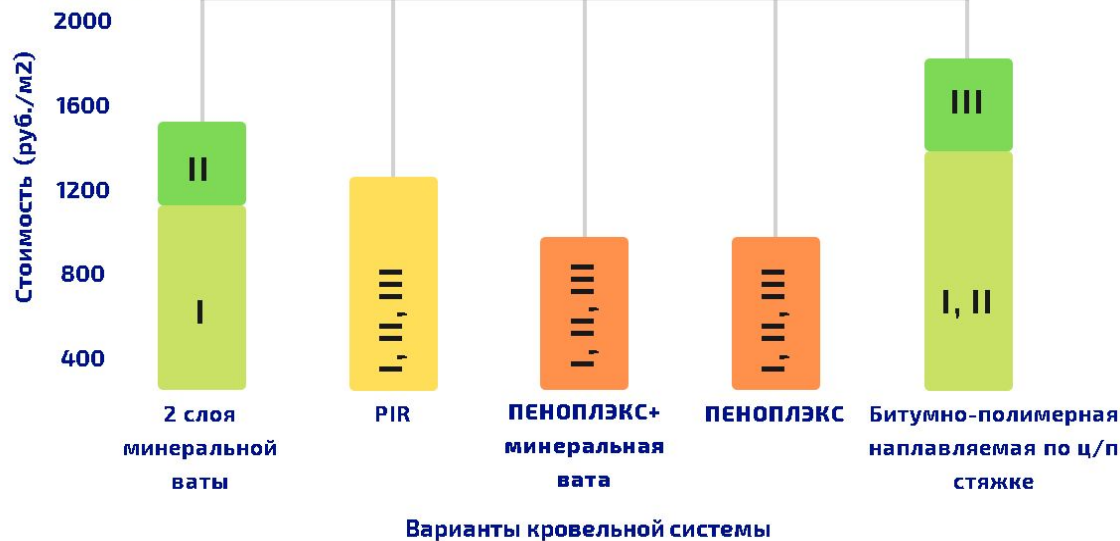 Стоимость (руб./м2)
2000
1600
1200
800
400
II
I
I, II, III
I, II, III
I, II, III
III
I, II
2 слоя
минеральной
ваты
PIR
ПЕНОПЛЭКС+
минеральная
вата
ПЕНОПЛЭКС
Битумно-полимерная
наплавляемая по ц/п
стяжке
Варианты кровельной системы